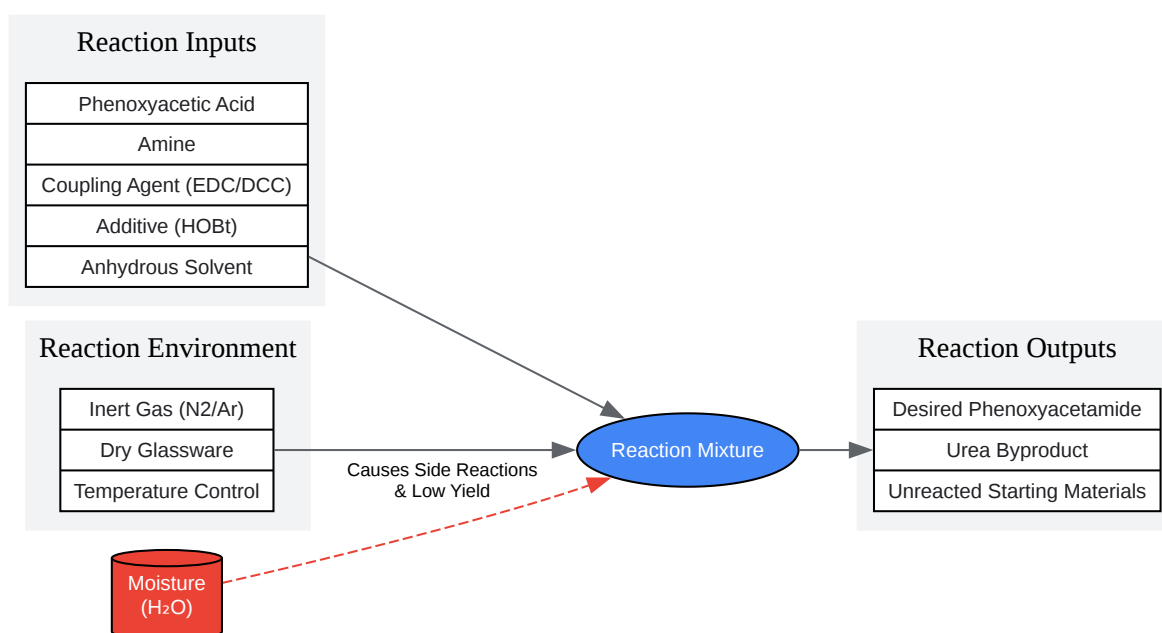 Reaction Inputs
Phenoxyacetic Acid
Amine
Coupling Agent (EDC/DCC)
Additive (HOBt)
Anhydrous Solvent
Reaction Environment
Inert Gas (N2/Ar)
Dry Glassware
Temperature Control
Causes Side Reactions
& Low Yield
Moisture
(H₂O)
Reaction Mixture
Reaction Outputs
Desired Phenoxyacetamide
Urea Byproduct
Unreacted Starting Materials